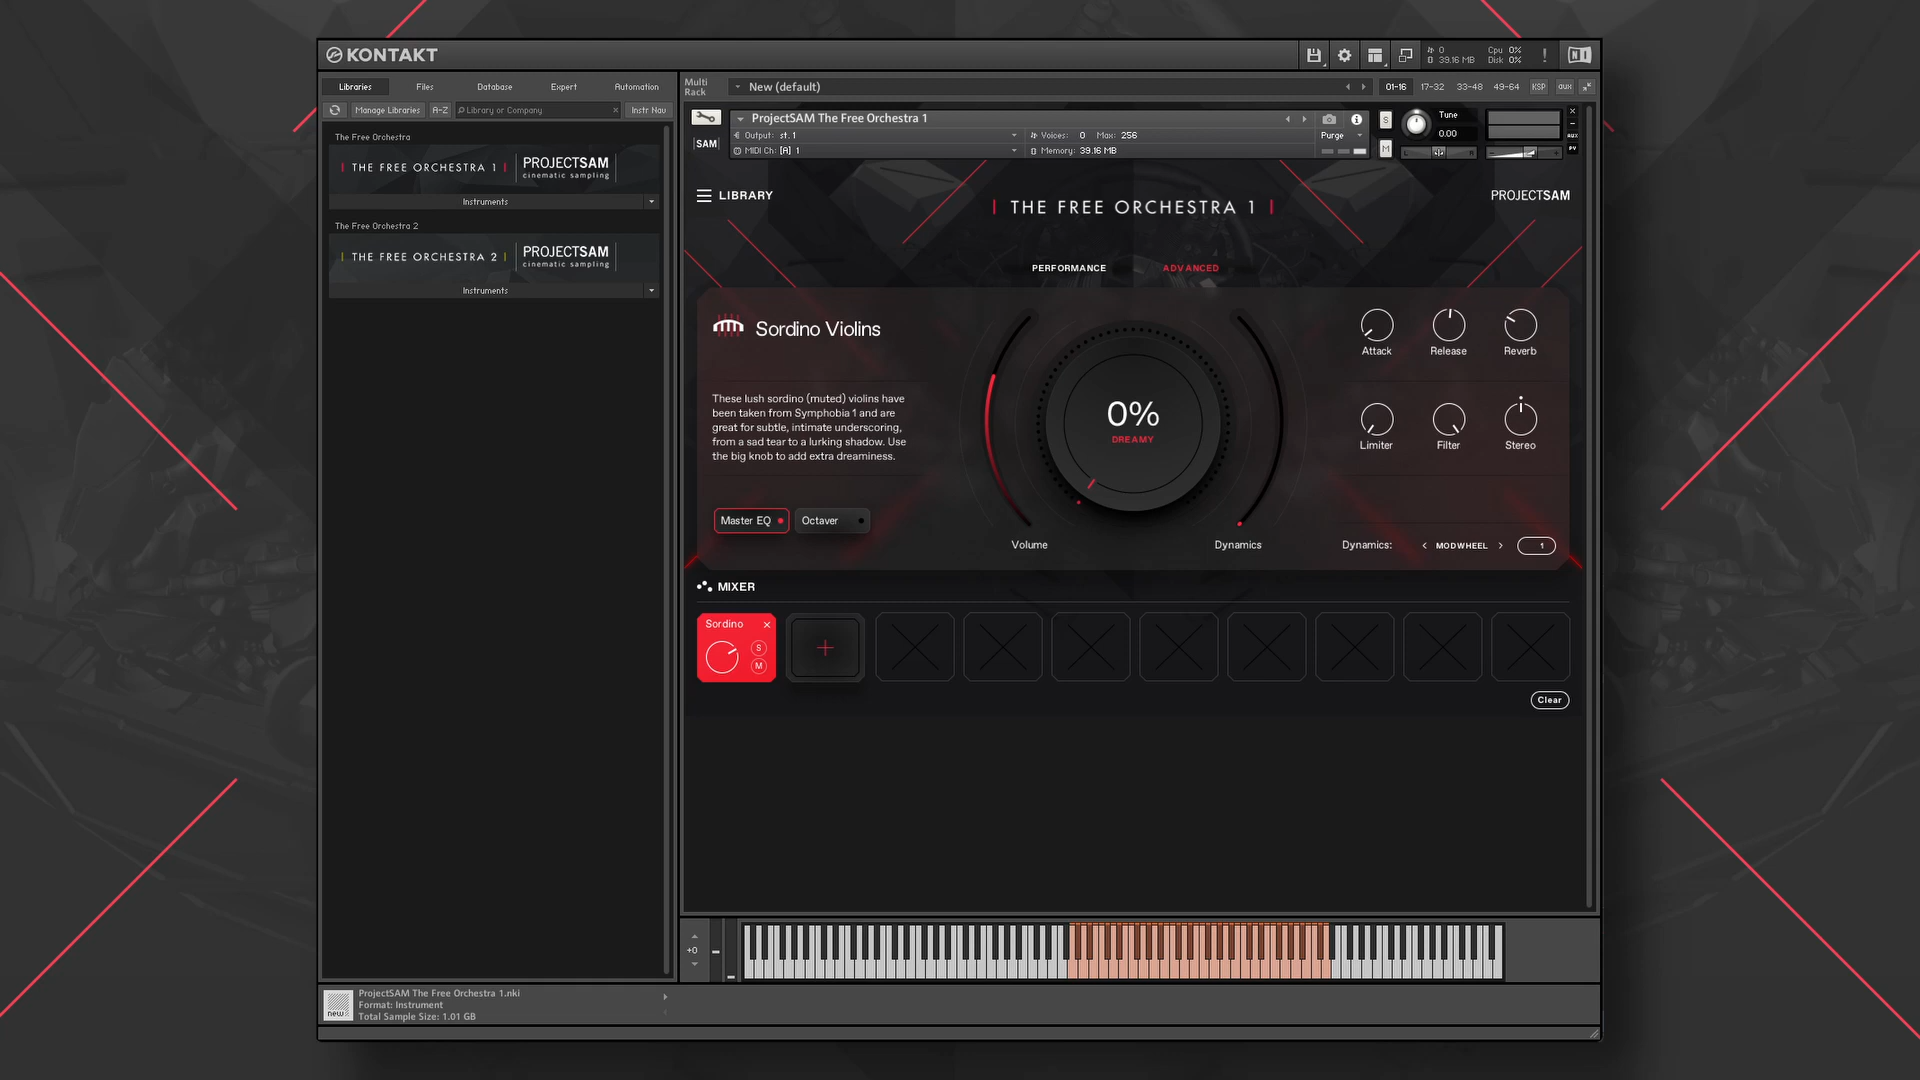 KONTAKT
0
39.16 MB
Cpu 0%
Disk 0%
!
NI
Libraries
Files
Database
Expert
Automation
Manage Libraries
A-Z
Library or Company
×
Instr Nav
The Free Orchestra
THE FREE ORCHESTRA 1
PROJECTSAM
cinematic sampling
Instruments
The Free Orchestra 2
THE FREE ORCHESTRA 2
PROJECTSAM
cinematic sampling
Instruments
Multi
Rack
New (default)
01-16
17-32
33-48
49-64
KSP
aux
SAM
ProjectSAM The Free Orchestra 1
Output: st.1
Voices: 0 Max: 256
Purge
MIDI Ch: [A] 1
Memory: 39.16 MB
S
M
Tune
0.00
L
R
AUX
PV
LIBRARY
THE FREE ORCHESTRA 1
PROJECTSAM
PERFORMANCE
ADVANCED
Sordino Violins
These lush sordino (muted) violins have
been taken from Symphobia 1 and are
great for subtle, intimate underscoring,
from a sad tear to a lurking shadow. Use
the big knob to add extra dreaminess.
Master EQ
Octaver
0%
DREAMY
Volume
Dynamics
Attack
Release
Reverb
Limiter
Filter
Stereo
Dynamics:
< MODWHEEL >
1
MIXER
Sordino ×
S
M
+
Clear
+0
new
ProjectSAM The Free Orchestra 1.nki
Format: Instrument
Total Sample Size: 1.01 GB